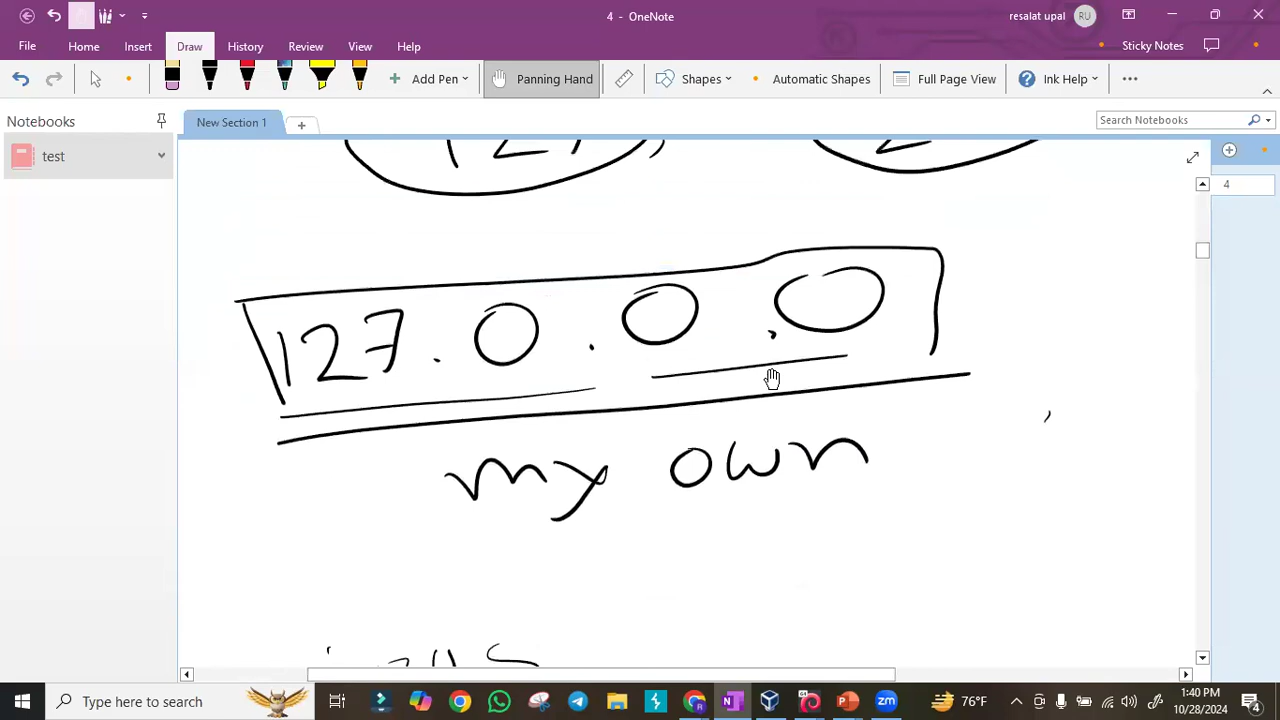 4 - OneNote
resalat upal RU
File Home Insert Draw History Review View Help
Sticky Notes
Add Pen Panning Hand Shapes Automatic Shapes Full Page View Ink Help
Notebooks
New Section 1
Search Notebooks
test
4
127.0.0.0
my own
Type here to search
76°F
1:40 PM
10/28/2024
4